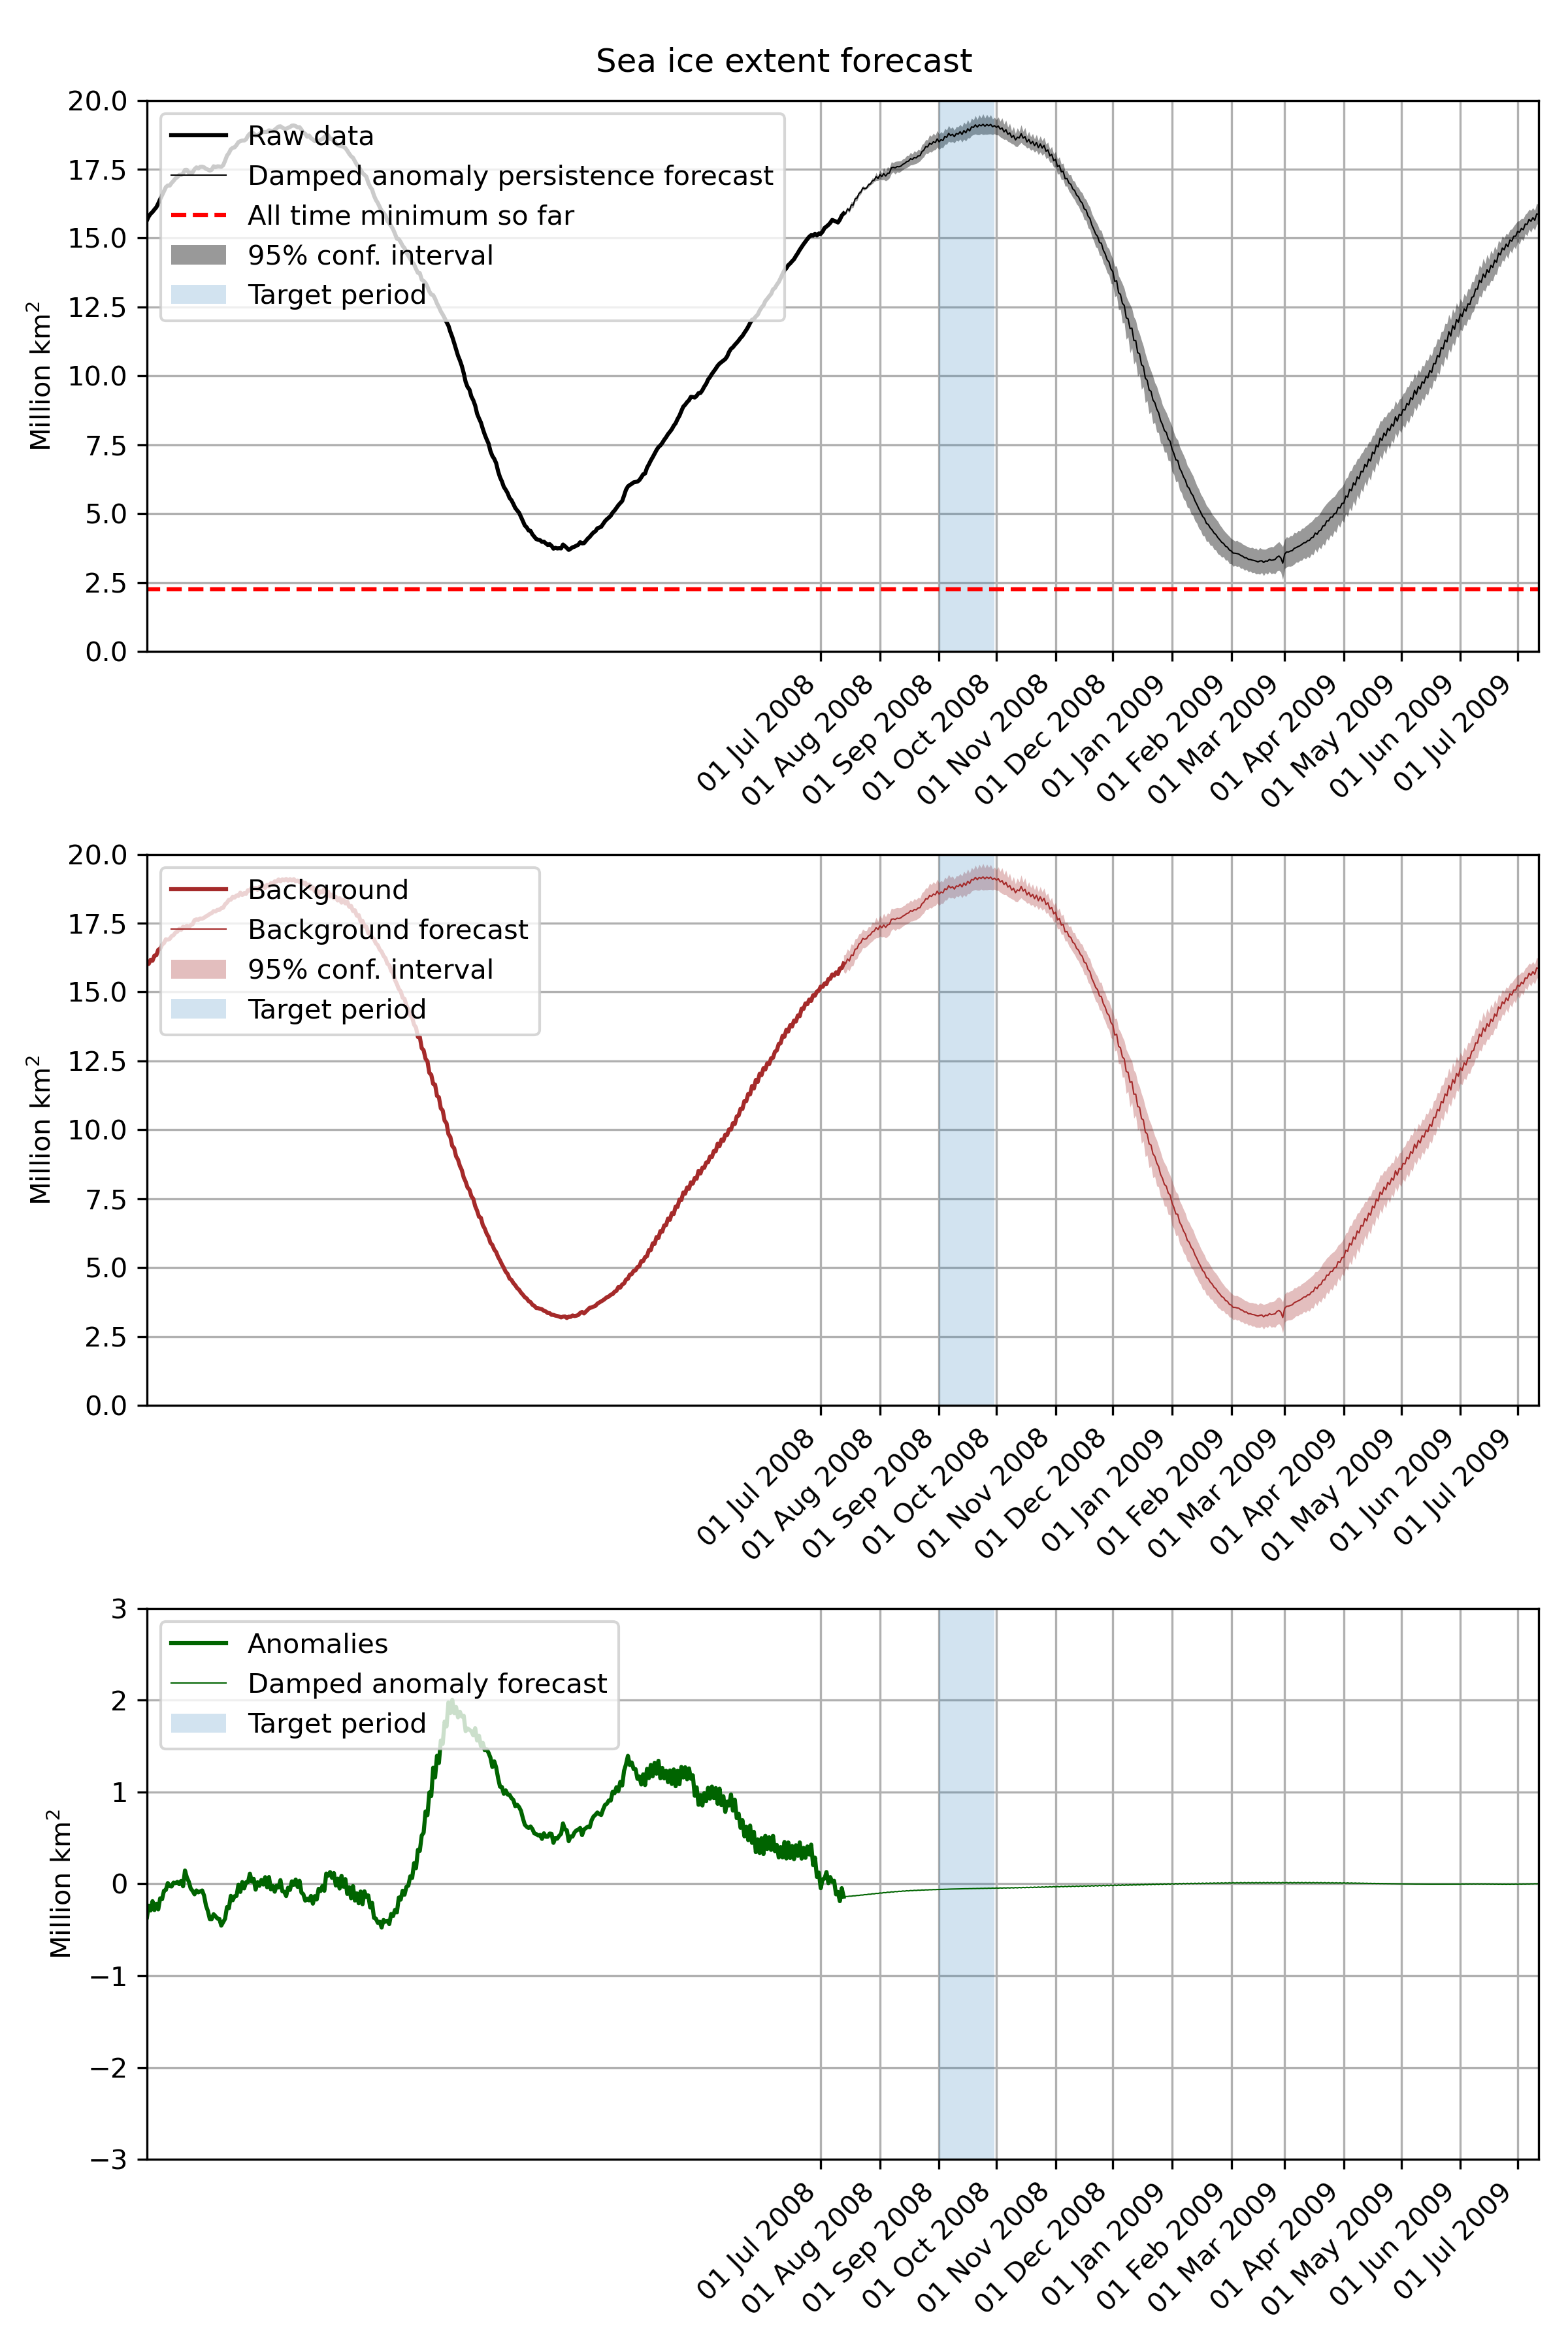 Sea ice extent forecast
20.0
17.5
15.0
12.5
10.0
7.5
5.0
2.5
0.0
Million km²
Raw data
Damped anomaly persistence forecast
All time minimum so far
95% conf. interval
Target period
01 Jul 2008
01 Aug 2008
01 Sep 2008
01 Oct 2008
01 Nov 2008
01 Dec 2008
01 Jan 2009
01 Feb 2009
01 Mar 2009
01 Apr 2009
01 May 2009
01 Jun 2009
01 Jul 2009
20.0
17.5
15.0
12.5
10.0
7.5
5.0
2.5
0.0
Million km²
Background
Background forecast
95% conf. interval
Target period
01 Jul 2008
01 Aug 2008
01 Sep 2008
01 Oct 2008
01 Nov 2008
01 Dec 2008
01 Jan 2009
01 Feb 2009
01 Mar 2009
01 Apr 2009
01 May 2009
01 Jun 2009
01 Jul 2009
3
2
1
0
−1
−2
−3
Million km²
Anomalies
Damped anomaly forecast
Target period
01 Jul 2008
01 Aug 2008
01 Sep 2008
01 Oct 2008
01 Nov 2008
01 Dec 2008
01 Jan 2009
01 Feb 2009
01 Mar 2009
01 Apr 2009
01 May 2009
01 Jun 2009
01 Jul 2009